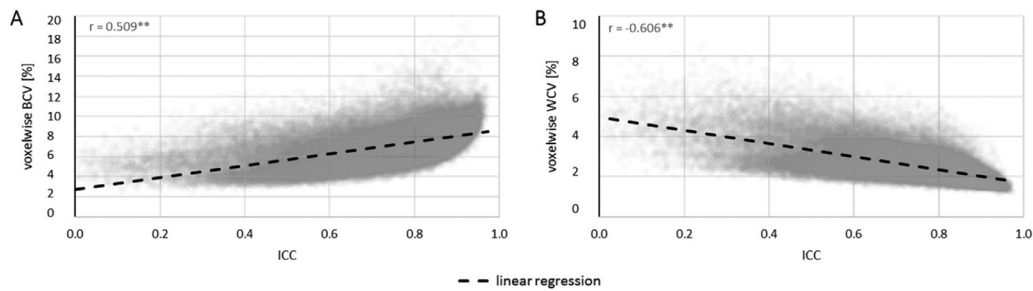 A
r = 0.509**
voxelwise BCV [%]
20
18
16
14
12
10
8
6
4
2
0
0.0 0.2 0.4 0.6 0.8 1.0
ICC
B
r = -0.606**
voxelwise WCV [%]
10
8
6
4
2
0
0.0 0.2 0.4 0.6 0.8 1.0
ICC
linear regression